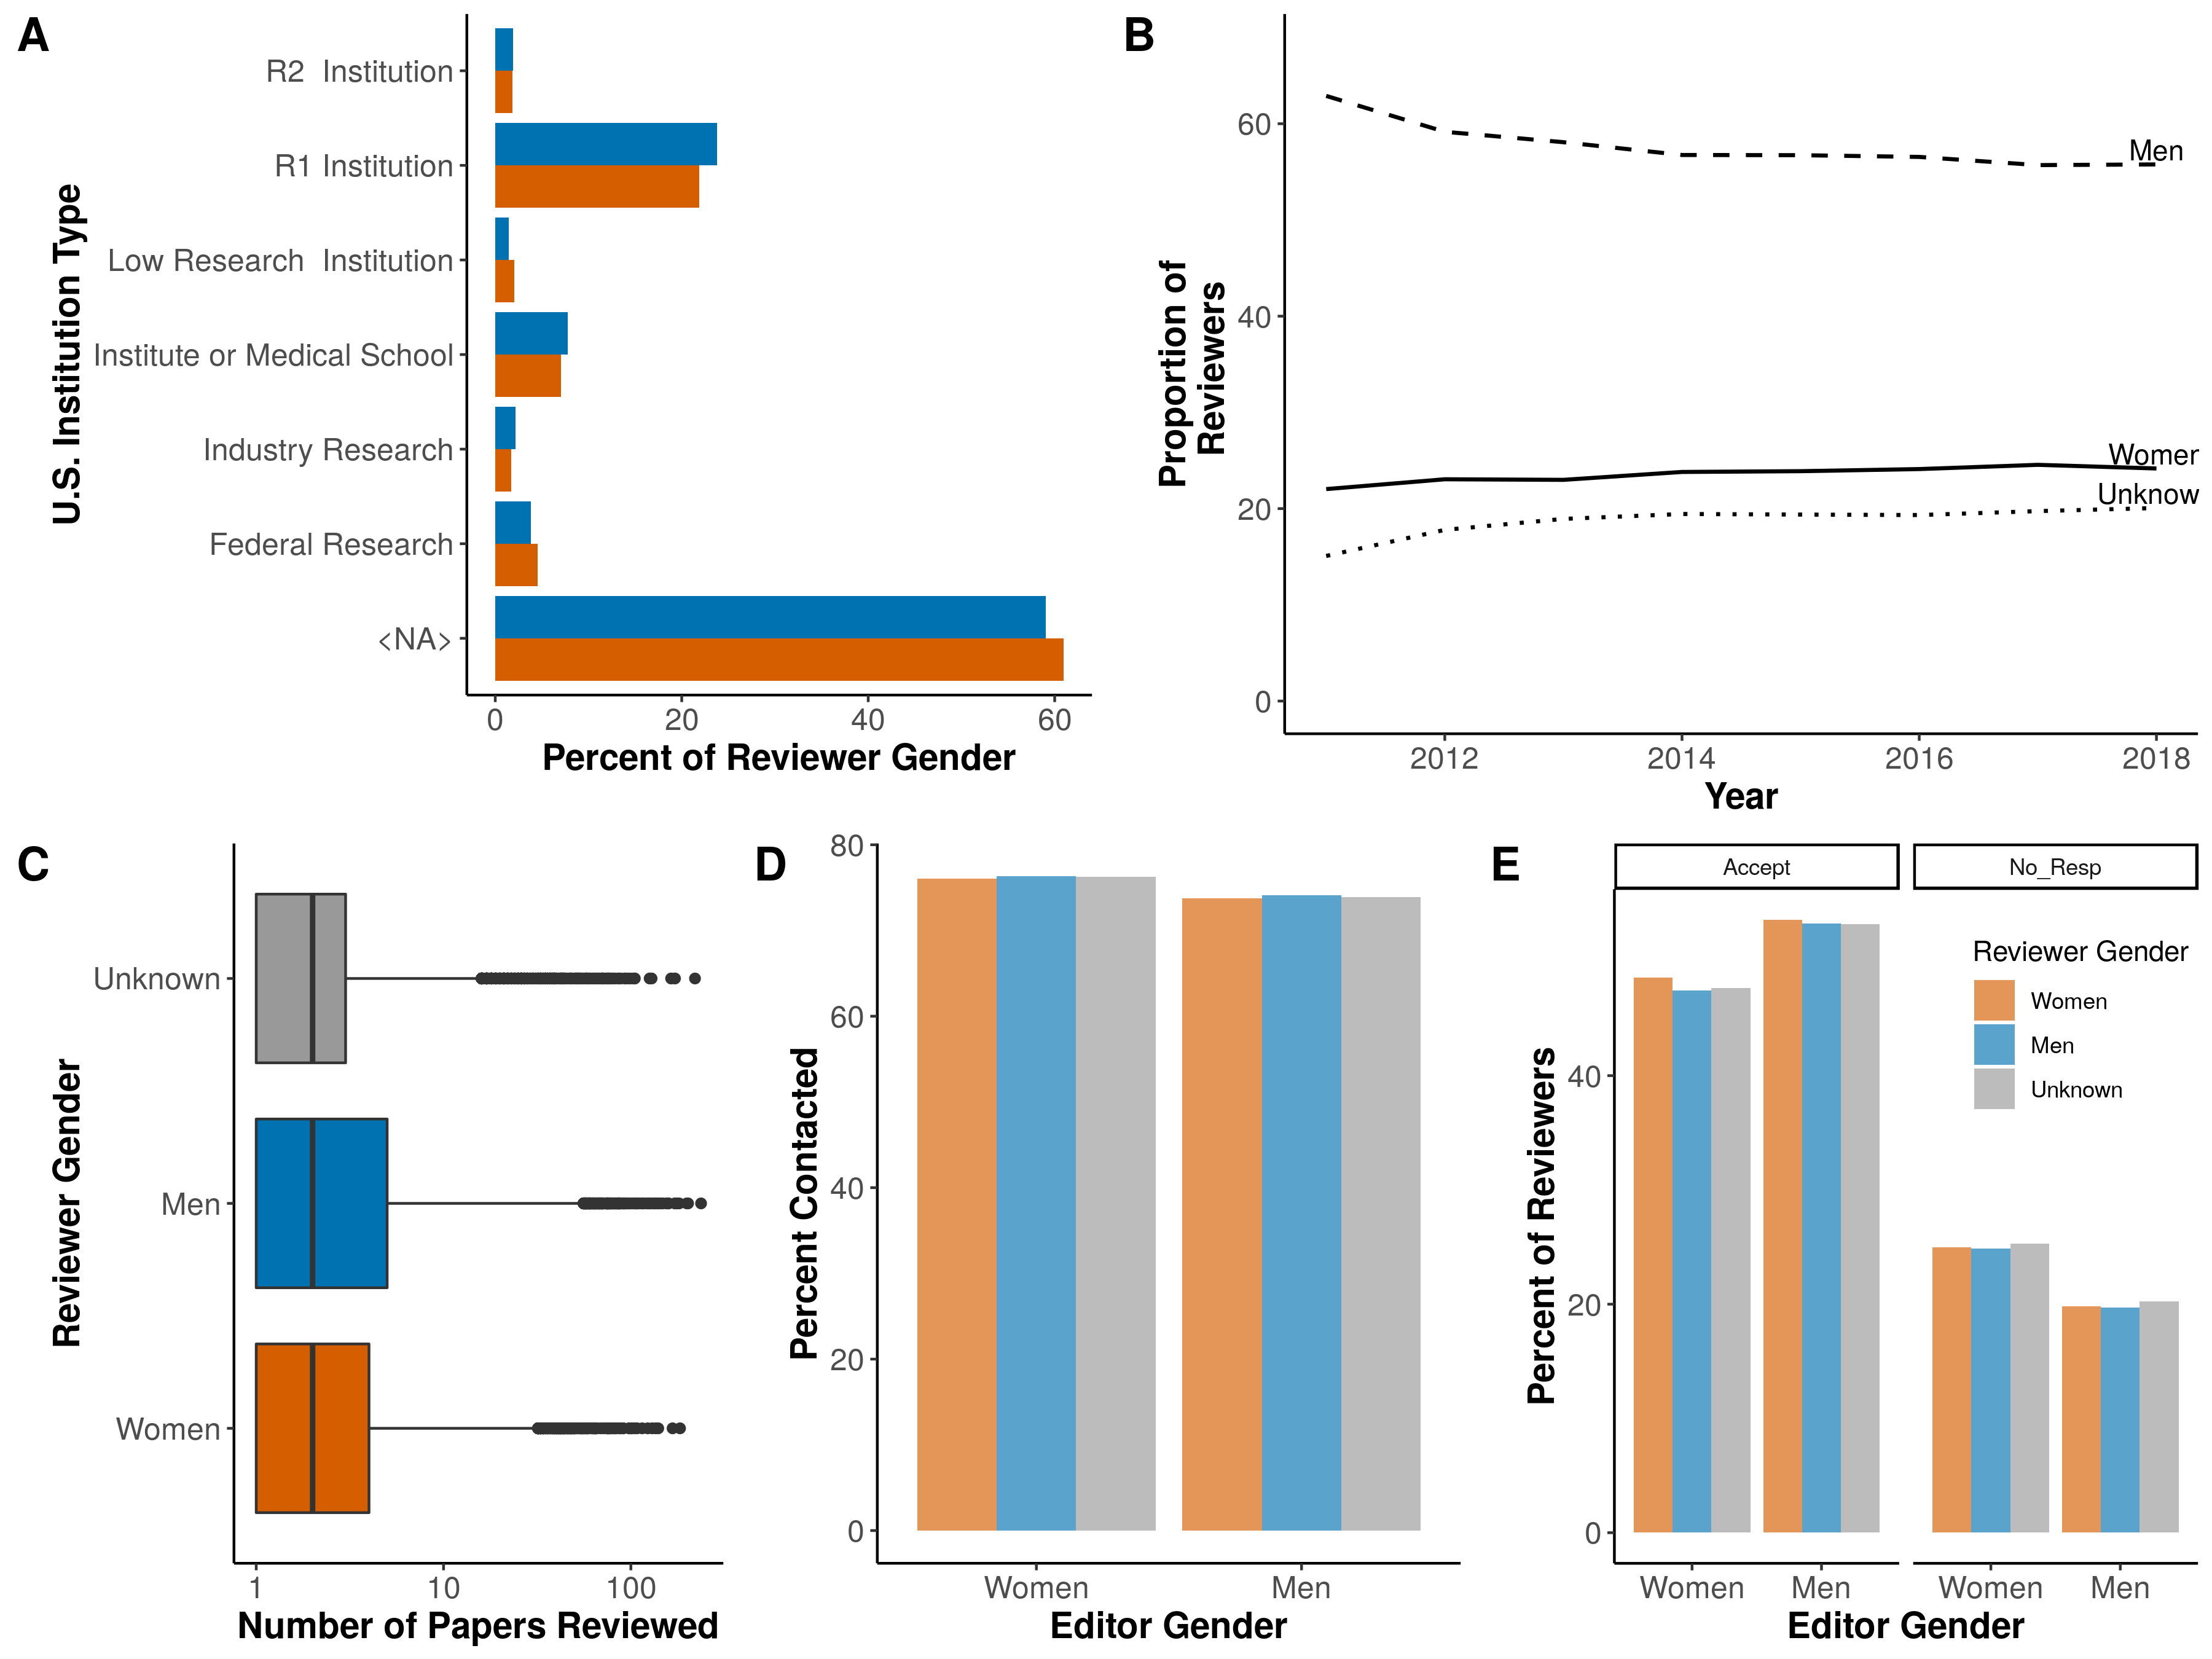 A
U.S. Institution Type
R2 Institution
R1 Institution
Low Research Institution
Institute or Medical School
Industry Research
Federal Research
<NA>
0 20 40 60
Percent of Reviewer Gender
B
Proportion of
Reviewers
60
40
20
0
Men
Women
Unknow
2012 2014 2016 2018
Year
C
Reviewer Gender
Unknown
Men
Women
1 10 100
Number of Papers Reviewed
D
Percent Contacted
80
60
40
20
0
Women Men
Editor Gender
E
Percent of Reviewers
Accept No_Resp
40
20
0
Reviewer Gender
Women
Men
Unknown
Women Men Women Men
Editor Gender